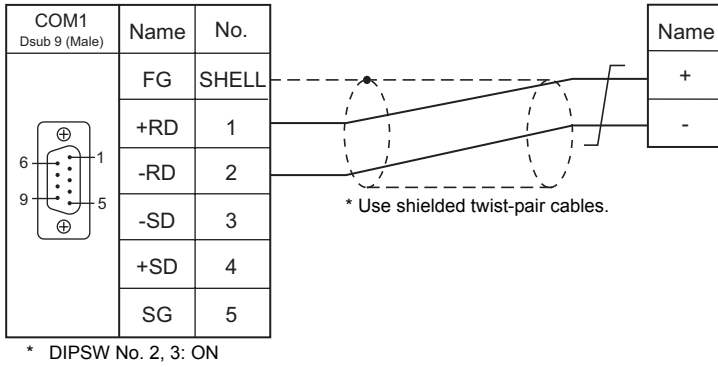 COM1
Dsub 9 (Male)
Name No.
FG SHELL
+RD 1
-RD 2
-SD 3
+SD 4
SG 5
6 1
9 5
* DIPSW No. 2, 3: ON
* Use shielded twist-pair cables.
Name
+
-